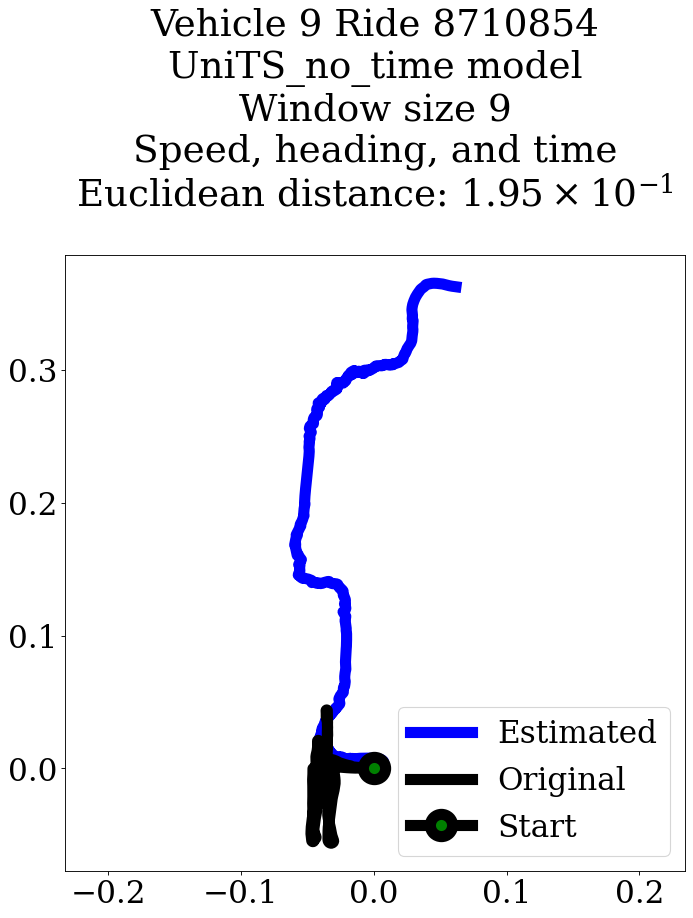 Vehicle 9 Ride 8710854
UniTS_no_time model
Window size 9
Speed, heading, and time
Euclidean distance: 1.95 × 10⁻¹
0.3
0.2
0.1
0.0
Estimated
Original
Start
−0.2 −0.1 0.0 0.1 0.2